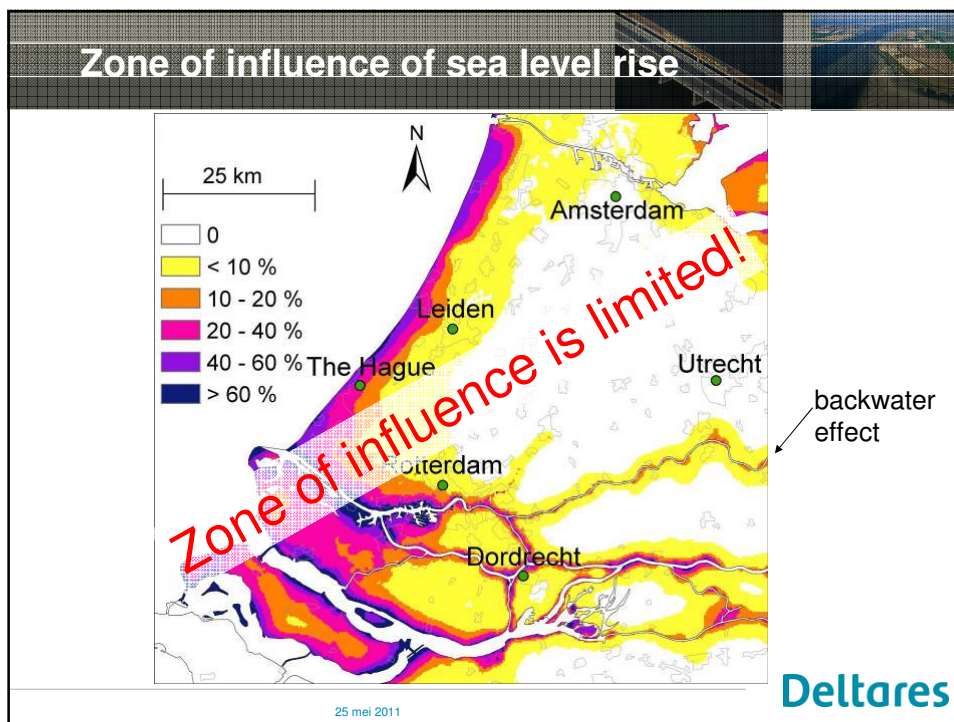 Zone of influence of sea level rise
N
25 km
0
< 10 %
10 - 20 %
20 - 40 %
40 - 60 %
> 60 %
Amsterdam
Leiden
The Hague
Utrecht
Rotterdam
Dordrecht
Zone of influence is limited!
backwater
effect
25 mei 2011
Deltares